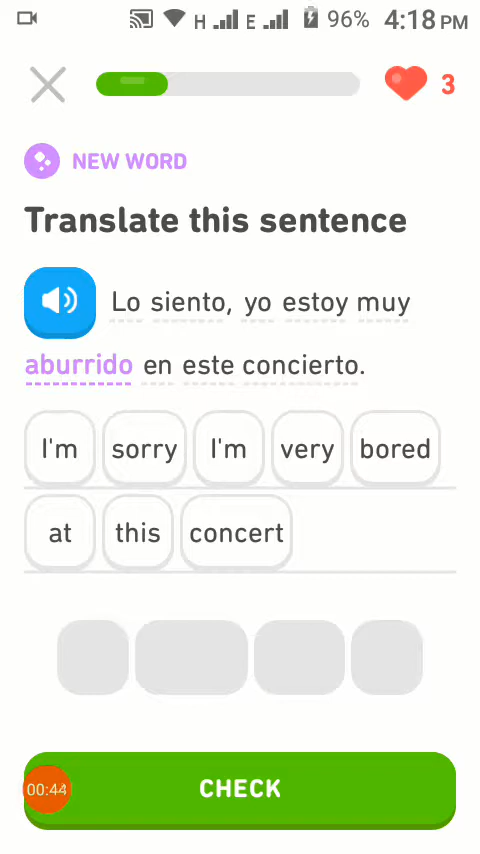 H E 96% 4:18 PM
3
NEW WORD
Translate this sentence
Lo siento, yo estoy muy
aburrido en este concierto.
I'm sorry I'm very bored
at this concert
00:44 CHECK